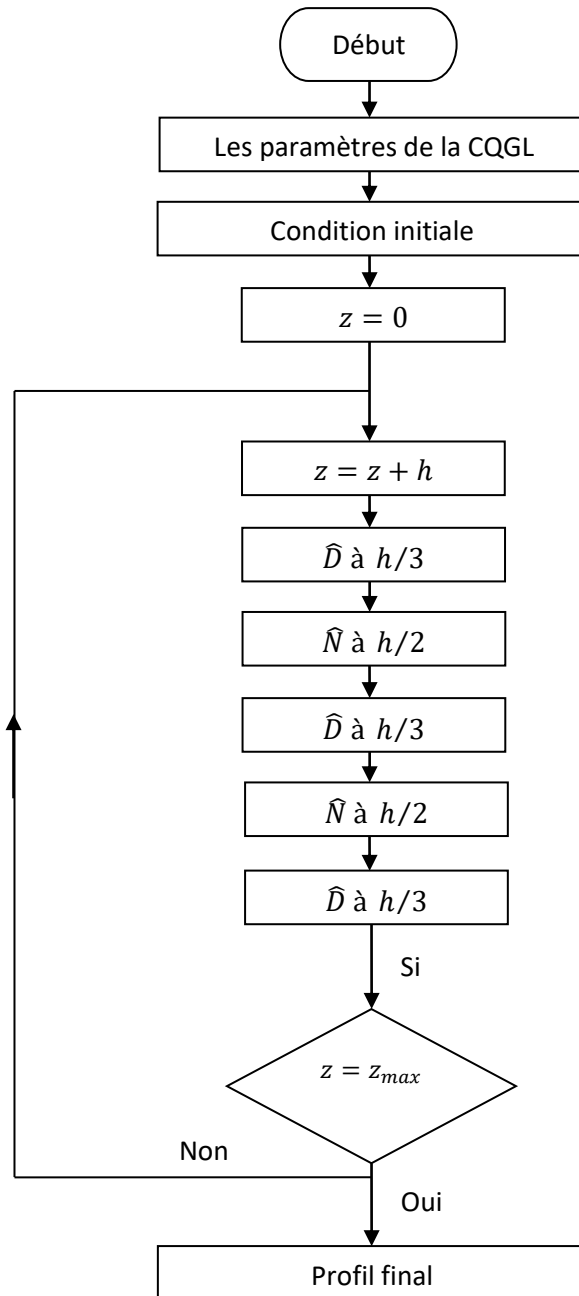 Début
Les paramètres de la CQGL
Condition initiale
z = 0
z = z + h
D̂ à h/3
N̂ à h/2
D̂ à h/3
N̂ à h/2
D̂ à h/3
Si
z = zₘₐₓ
Non
Oui
Profil final